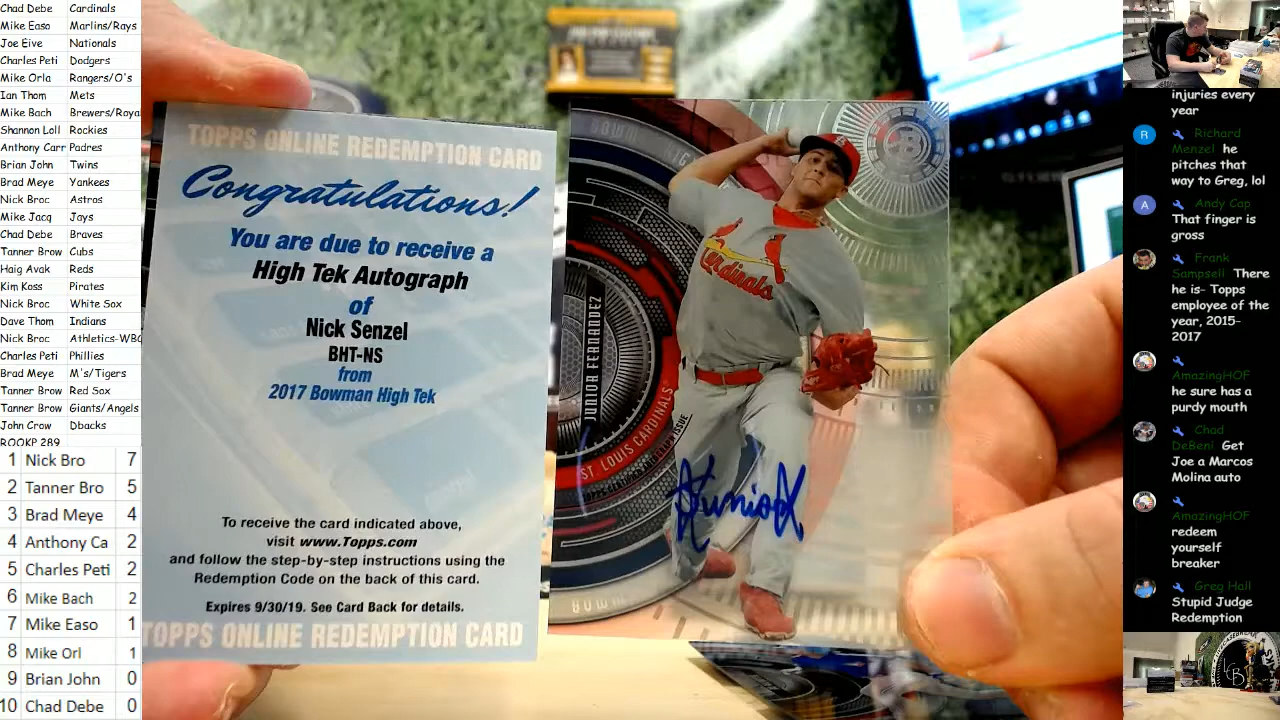 Chad Debe Cardinals
Mike Easo Marlins/Rays
Joe Eive Nationals
Charles Peti Dodgers
Mike Orla Rangers/O's
Ian Thom Mets
Mike Bach Brewers/Roya
Shannon Loll Rockies
Anthony Carr Padres
Brian John Twins
Brad Meye Yankees
Nick Broc Astros
Mike Jacq Jays
Chad Debe Braves
Tanner Brow Cubs
Haig Avak Reds
Kim Koss Pirates
Nick Broc White Sox
Dave Thom Indians
Nick Broc Athletics-WBC
Charles Peti Phillies
Brad Meye M's/Tigers
Tanner Brow Red Sox
Tanner Brow Giants/Angels
John Crow Dbacks
ROOKP 289
1 Nick Bro 7
2 Tanner Bro 5
3 Brad Meye 4
4 Anthony Ca 2
5 Charles Peti 2
6 Mike Bach 2
7 Mike Easo 1
8 Mike Orl 1
9 Brian John 0
10 Chad Debe 0
TOPPS ONLINE REDEMPTION CARD
Congratulations!
You are due to receive a
High Tek Autograph
of
Nick Senzel
BHT-NS
from
2017 Bowman High Tek
To receive the card indicated above,
visit www.Topps.com
and follow the step-by-step instructions using the
Redemption Code on the back of this card.
Expires 9/30/19. See Card Back for details.
TOPPS ONLINE REDEMPTION CARD
Cardinals
JUNIOR FERNANDEZ
ST LOUIS CARDINALS
TOPPS CERTIFIED AUTOGRAPH ISSUE
injuries every
year
Richard
Menzel he
pitches that
way to Greg, lol
Andy Cap
That finger is
gross
Frank
Sampsell There
he is- Topps
employee of the
year, 2015-
2017
AmazingHOF
he sure has a
purdy mouth
Chad
DeBeni Get
Joe a Marcos
Molina auto
AmazingHOF
redeem
yourself
breaker
Greg Hall
Stupid Judge
Redemption